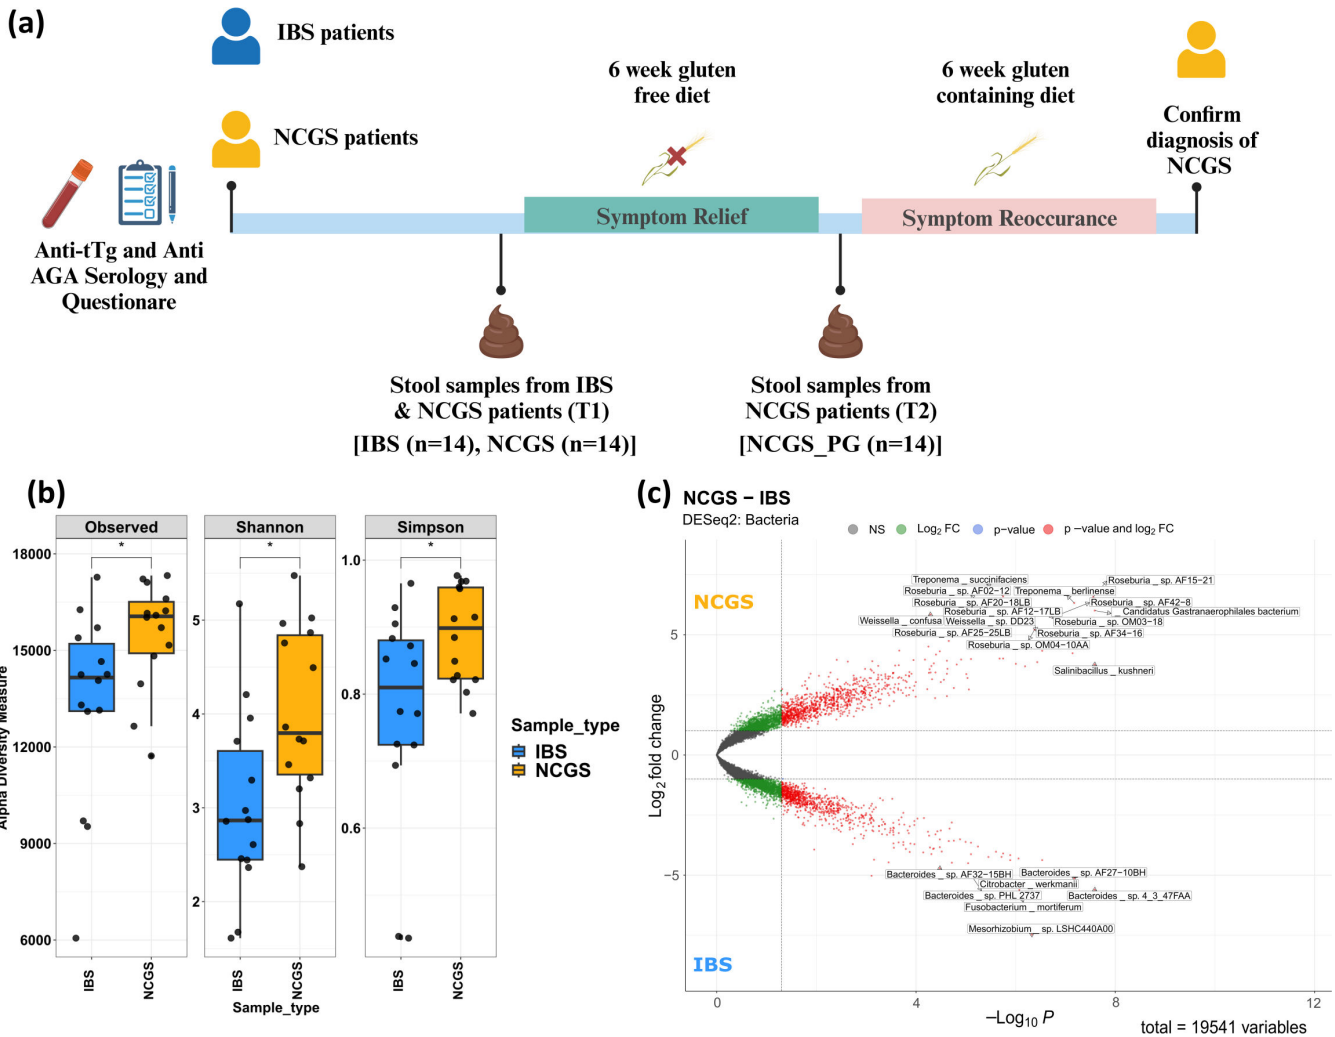 (a)
IBS patients
NCGS patients
6 week gluten
free diet
6 week gluten
containing diet
Confirm
diagnosis of
NCGS
Symptom Relief
Symptom Reoccurance
Anti-tTg and Anti
AGA Serology and
Questionare
Stool samples from IBS
& NCGS patients (T1)
[IBS (n=14), NCGS (n=14)]
Stool samples from
NCGS patients (T2)
[NCGS_PG (n=14)]
(b)
Observed
Shannon
Simpson
*
*
*
Alpha Diversity Measure
18000
15000
12000
9000
6000
5
4
3
2
1.0
0.8
0.6
IBS
NCGS
IBS
NCGS
IBS
NCGS
Sample_type
Sample_type
IBS
NCGS
(c)
NCGS − IBS
DESeq2: Bacteria
NS
Log₂ FC
p−value
p −value and log₂ FC
NCGS
Treponema _ succinifaciens
Roseburia _ sp. AF15−21
Roseburia _ sp. AF02−12
Treponema _ berlinense
Roseburia _ sp. AF20−18LB
Roseburia _ sp. AF42−8
Roseburia _ sp. AF12−17LB
Candidatus Gastranaerophilales bacterium
Weissella _ confusa
Weissella _ sp. DD23
Roseburia _ sp. OM03−18
Roseburia _ sp. AF25−25LB
Roseburia _ sp. AF34−16
Roseburia _ sp. OM04−10AA
Salinibacillus _ kushneri
Bacteroides _ sp. AF32−15BH
Bacteroides _ sp. AF27−10BH
Citrobacter _ werkmanii
Bacteroides _ sp. PHL 2737
Bacteroides _ sp. 4_3_47FAA
Fusobacterium _ mortiferum
Mesorhizobium _ sp. LSHC440A00
IBS
Log₂ fold change
5
0
−5
0
4
8
12
−Log₁₀ P
total = 19541 variables